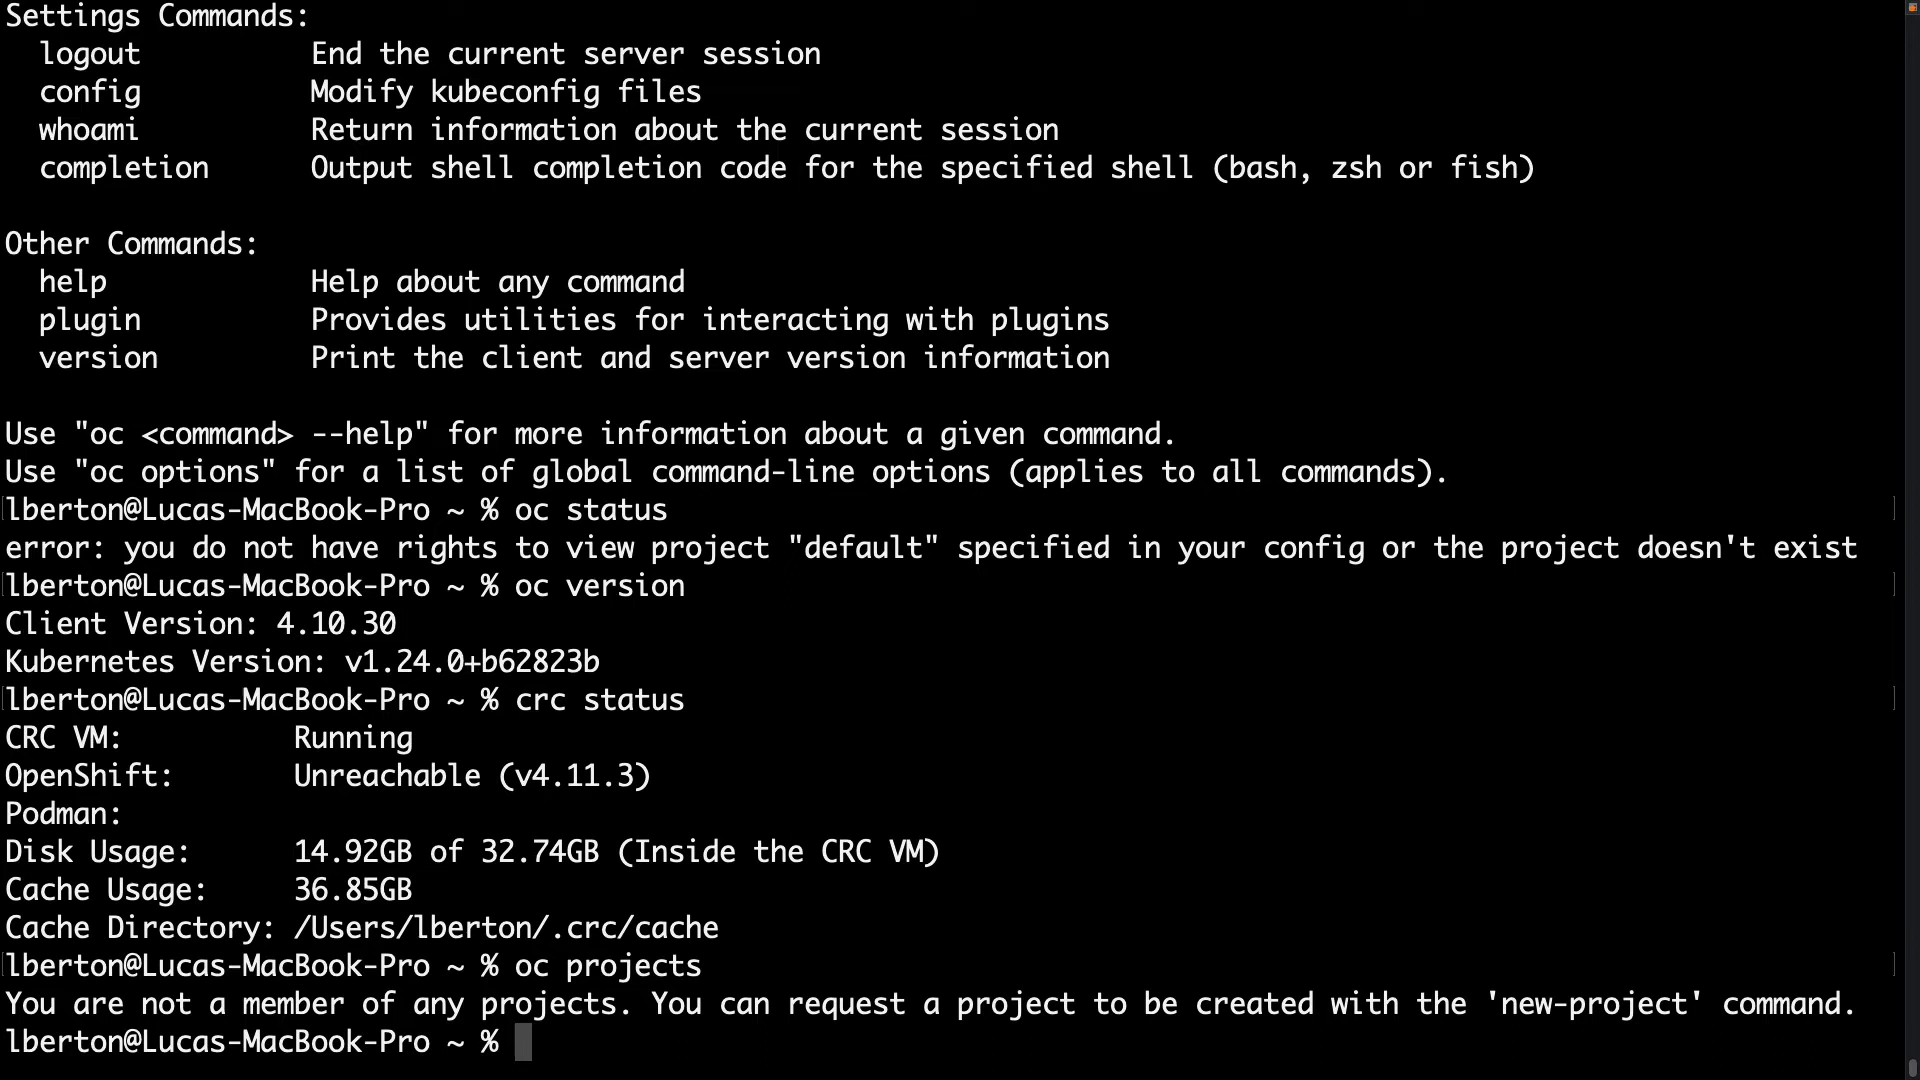 Settings Commands:
  logout          End the current server session
  config          Modify kubeconfig files
  whoami          Return information about the current session
  completion      Output shell completion code for the specified shell (bash, zsh or fish)

Other Commands:
  help            Help about any command
  plugin          Provides utilities for interacting with plugins
  version         Print the client and server version information

Use "oc <command> --help" for more information about a given command.
Use "oc options" for a list of global command-line options (applies to all commands).
lberton@Lucas-MacBook-Pro ~ % oc status
error: you do not have rights to view project "default" specified in your config or the project doesn't exist
lberton@Lucas-MacBook-Pro ~ % oc version
Client Version: 4.10.30
Kubernetes Version: v1.24.0+b62823b
lberton@Lucas-MacBook-Pro ~ % crc status
CRC VM:          Running
OpenShift:       Unreachable (v4.11.3)
Podman:
Disk Usage:      14.92GB of 32.74GB (Inside the CRC VM)
Cache Usage:     36.85GB
Cache Directory: /Users/lberton/.crc/cache
lberton@Lucas-MacBook-Pro ~ % oc projects
You are not a member of any projects. You can request a project to be created with the 'new-project' command.
lberton@Lucas-MacBook-Pro ~ %